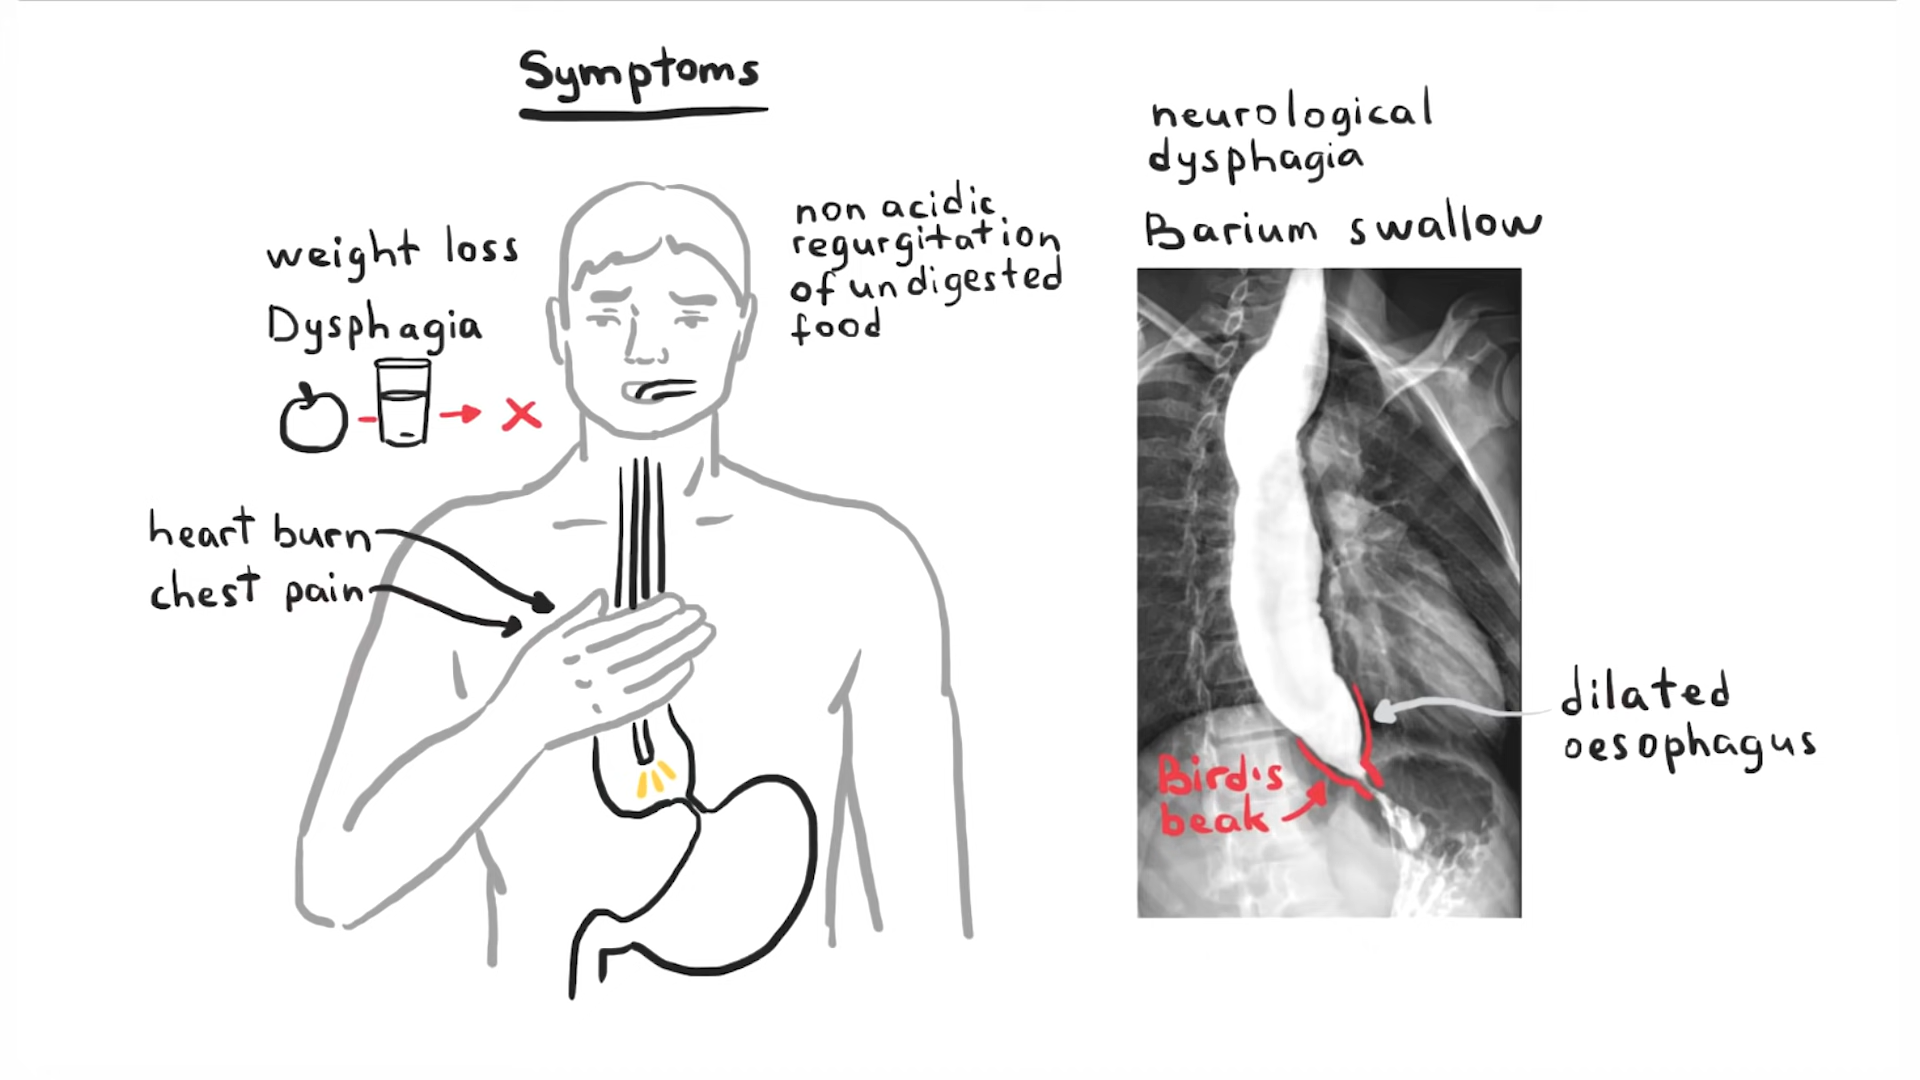 Symptoms
weight loss
Dysphagia
heart burn
chest pain
non acidic
regurgitation
of undigested
food
neurological
dysphagia
Barium swallow
dilated
oesophagus
Bird's
beak